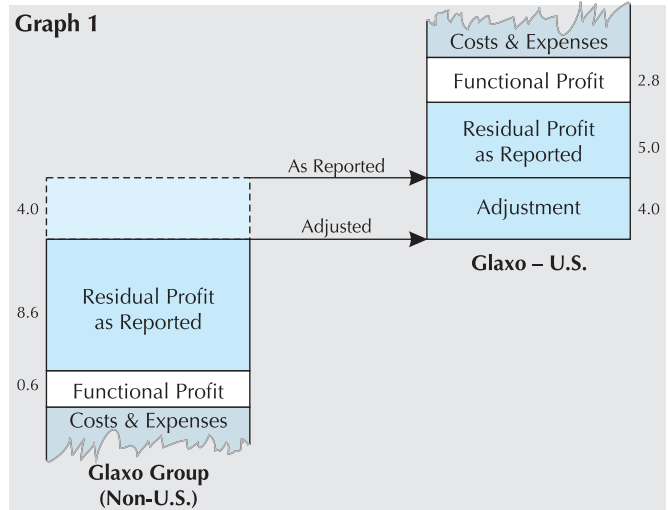 Graph 1
Costs & Expenses
Functional Profit
2.8
Residual Profit
as Reported
5.0
As Reported
4.0
Adjustment
4.0
Adjusted
Glaxo – U.S.
Residual Profit
as Reported
8.6
0.6
Functional Profit
Costs & Expenses
Glaxo Group
(Non-U.S.)